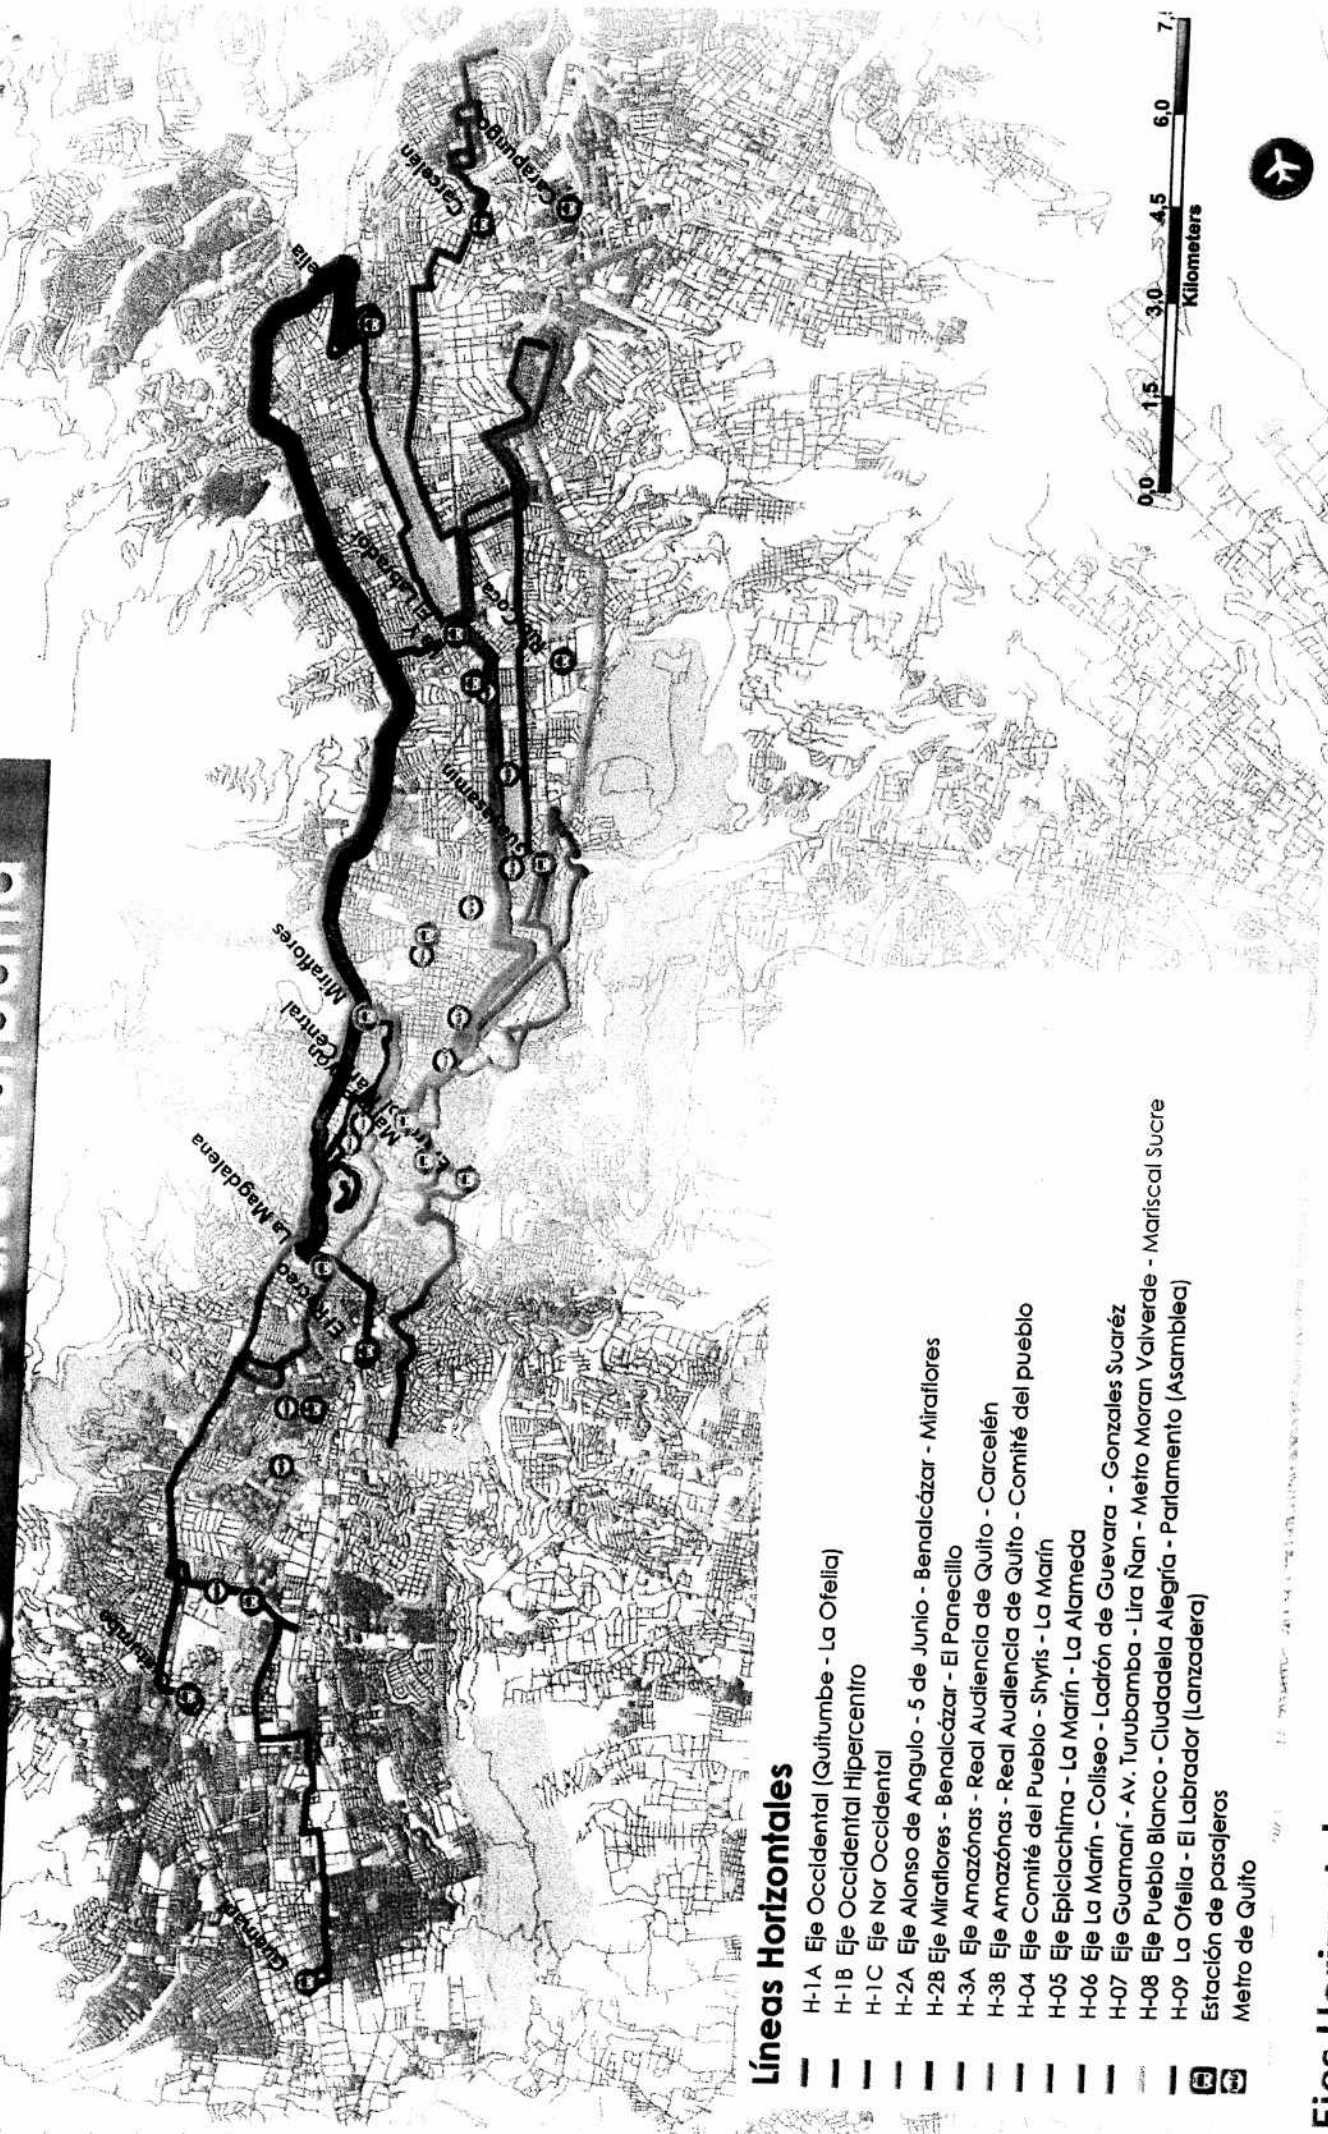 Guamaní
La Magdalena
El Recreo
Miraflores
Central
El Labrador
Río Coca
Carcelén
Carapungo
0,0 1,5 3,0 4,5 6,0
Kilometers
Líneas Horizontales
H-1A Eje Occidental (Quitumbe - La Ofelia)
H-1B Eje Occidental Hipercentro
H-1C Eje Nor Occidental
H-2A Eje Alonso de Angulo - 5 de Junio - Benalcázar - Miraflores
H-2B Eje Miraflores - Benalcázar - El Panecillo
H-3A Eje Amazónas - Real Audiencia de Quito - Carcelén
H-3B Eje Amazónas - Real Audiencia de Quito - Comité del pueblo
H-04 Eje Comité del Pueblo - Shyris - La Marín
H-05 Eje Epiclachima - La Marín - La Alameda
H-06 Eje La Marín - Coliseo - Ladrón de Guevara - Gonzales Suaréz
H-07 Eje Guamaní - Av. Turubamba - Lira Ñan - Metro Moran Valverde - Mariscal Sucre
H-08 Eje Pueblo Blanco - Ciudadela Alegría - Parlamento (Asamblea)
H-09 La Ofelia - El Labrador (Lanzadera)
Estación de pasajeros
Metro de Quito